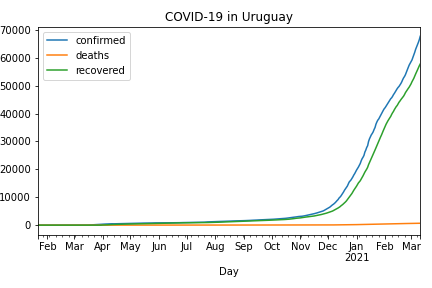 COVID-19 in Uruguay
confirmed
deaths
recovered
70000
60000
50000
40000
30000
20000
10000
0
Feb Mar Apr May Jun Jul Aug Sep Oct Nov Dec Jan Feb Mar
2021
Day